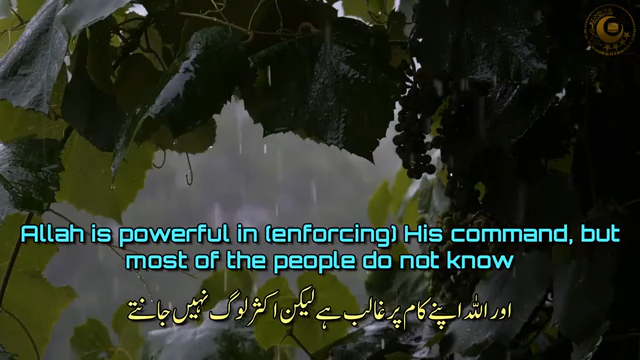 Allah is powerful in (enforcing) His command, but
most of the people do not know
اور اللہ اپنے کام پر غالب ہے لیکن اکثر لوگ نہیں جانتے